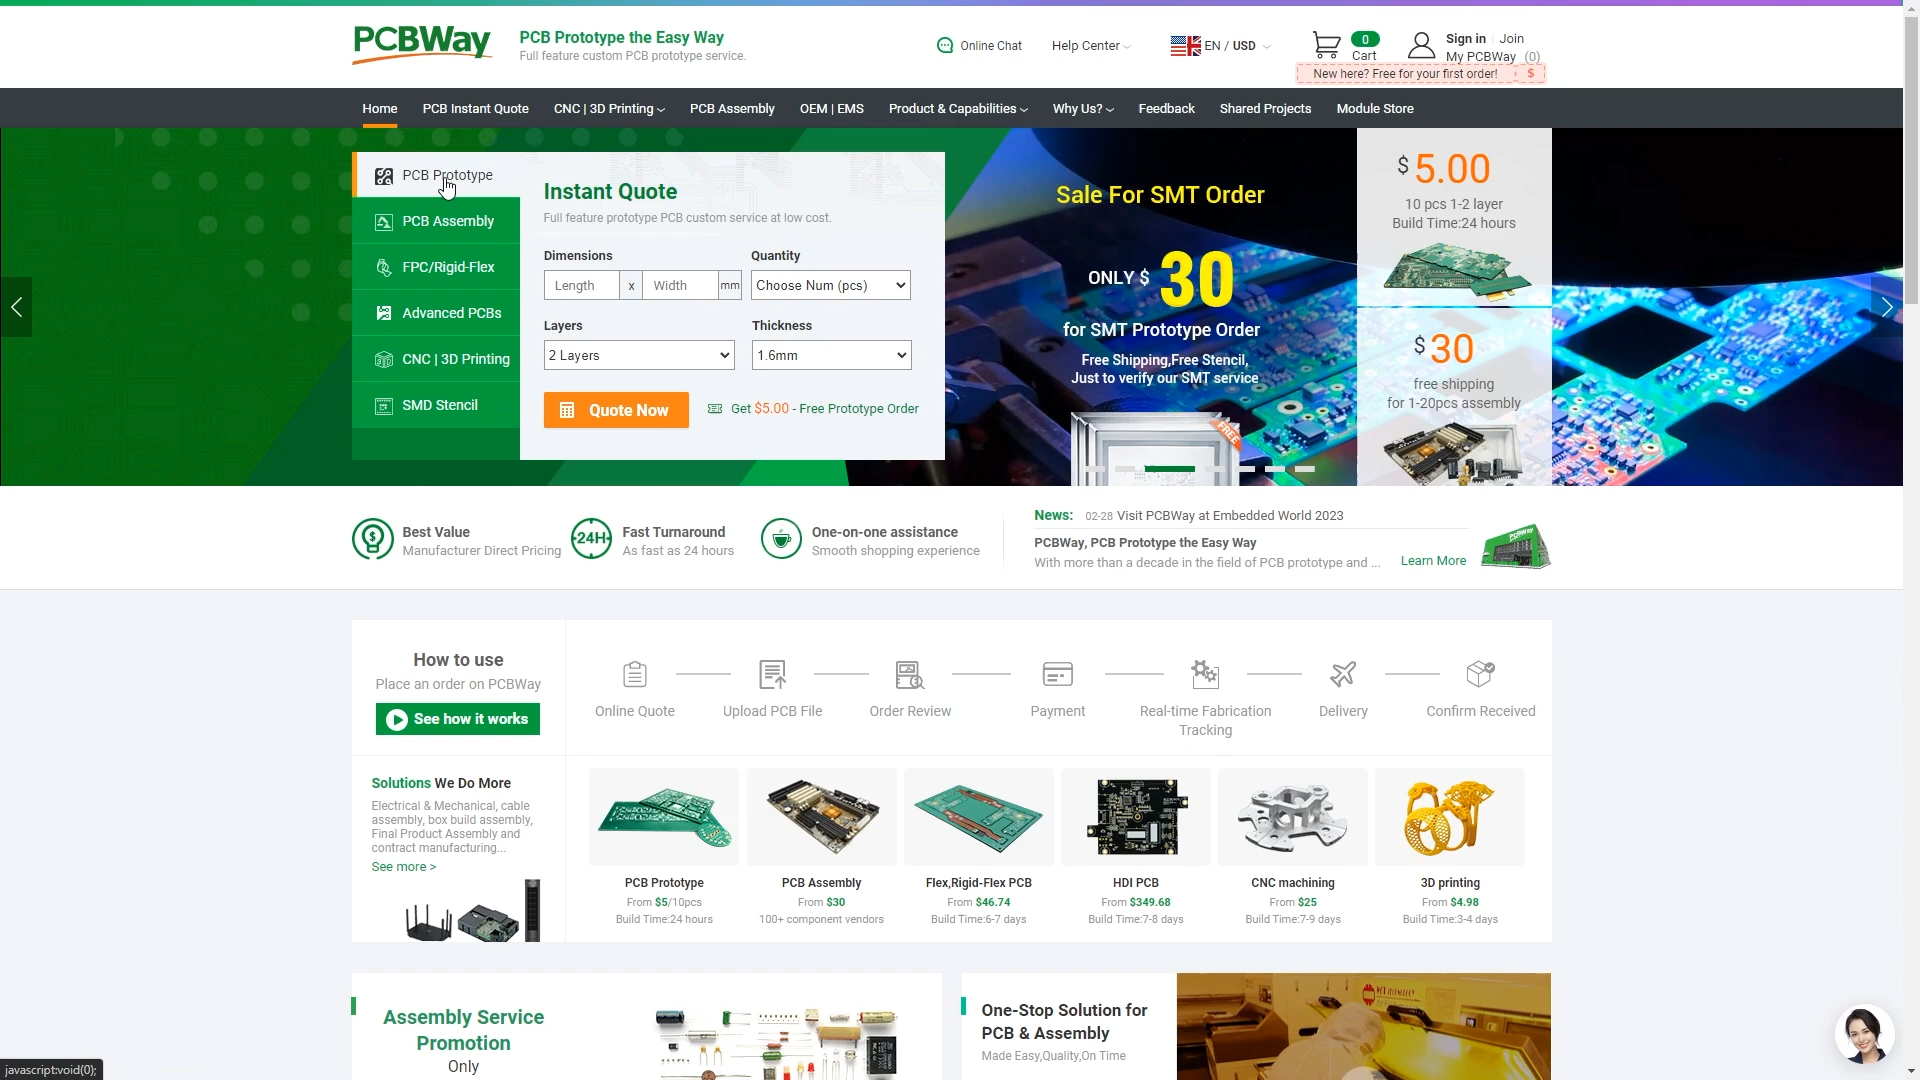 PCBWay
PCB Prototype the Easy Way
Full feature custom PCB prototype service.
Online Chat
Help Center
EN / USD
0
Cart
Sign in
Join
My PCBWay (0)
New here? Free for your first order!
$
Home
PCB Instant Quote
CNC | 3D Printing
PCB Assembly
OEM | EMS
Product & Capabilities
Why Us?
Feedback
Shared Projects
Module Store
PCB Prototype
PCB Assembly
FPC/Rigid-Flex
Advanced PCBs
CNC | 3D Printing
SMD Stencil
Instant Quote
Full feature prototype PCB custom service at low cost.
Dimensions
Quantity
Length x Width mm
Choose Num (pcs)
Layers
Thickness
2 Layers
1.6mm
Quote Now
Get $5.00 - Free Prototype Order
Sale For SMT Order
ONLY $ 30
for SMT Prototype Order
Free Shipping,Free Stencil,
Just to verify our SMT service
FREE
$ 5.00
10 pcs 1-2 layer
Build Time:24 hours
$ 30
free shipping
for 1-20pcs assembly
Best Value
Manufacturer Direct Pricing
24H
Fast Turnaround
As fast as 24 hours
One-on-one assistance
Smooth shopping experience
News: 02-28 Visit PCBWay at Embedded World 2023
PCBWay, PCB Prototype the Easy Way
With more than a decade in the field of PCB prototype and ...
Learn More
How to use
Place an order on PCBWay
See how it works
Online Quote
Upload PCB File
Order Review
Payment
Real-time Fabrication
Tracking
Delivery
Confirm Received
Solutions We Do More
Electrical & Mechanical, cable
assembly, box build assembly,
Final Product Assembly and
contract manufacturing...
See more >
PCB Prototype
From $5/10pcs
Build Time:24 hours
PCB Assembly
From $30
100+ component vendors
Flex,Rigid-Flex PCB
From $46.74
Build Time:6-7 days
HDI PCB
From $349.68
Build Time:7-8 days
CNC machining
From $25
Build Time:7-9 days
3D printing
From $4.98
Build Time:3-4 days
Assembly Service
Promotion
Only
One-Stop Solution for
PCB & Assembly
Made Easy,Quality,On Time
javascript:void(0);